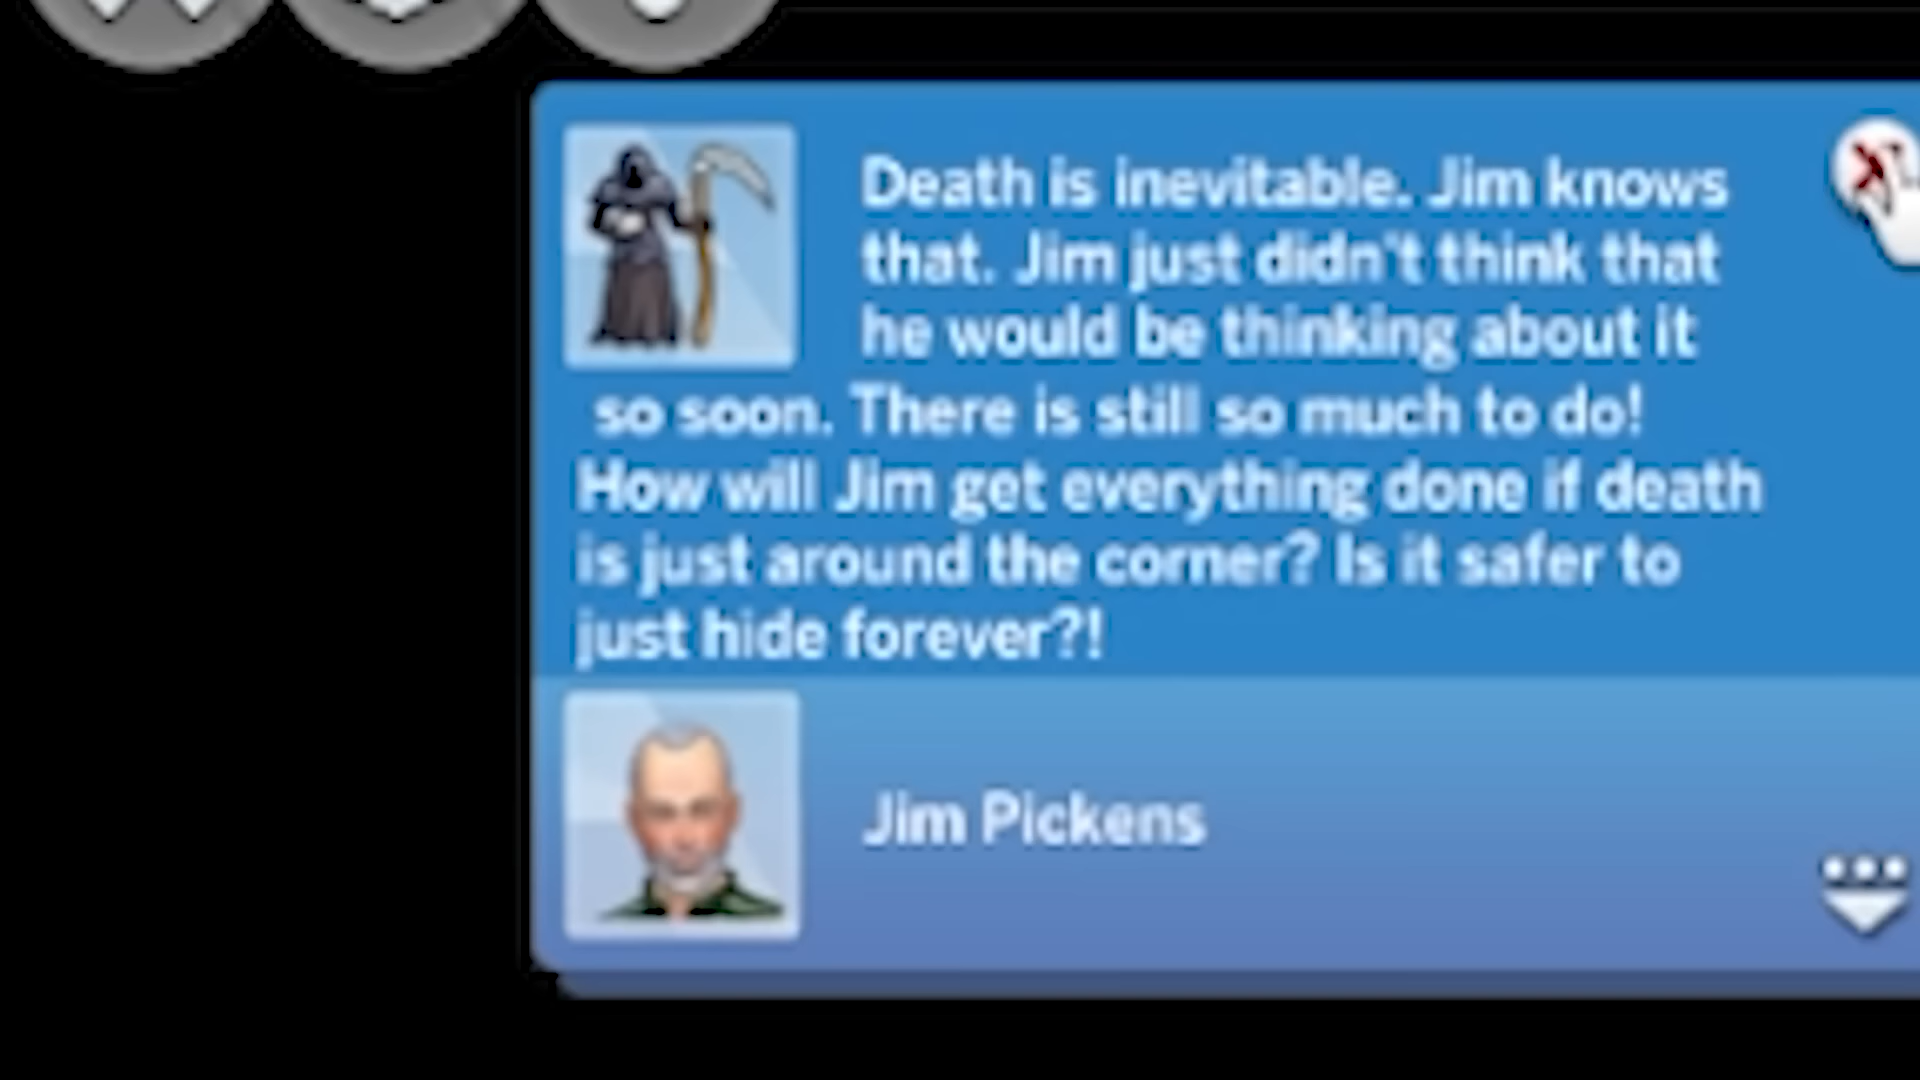 Death is inevitable. Jim knows
that. Jim just didn't think that
he would be thinking about it
so soon. There is still so much to do!
How will Jim get everything done if death
is just around the corner? Is it safer to
just hide forever?!
Jim Pickens